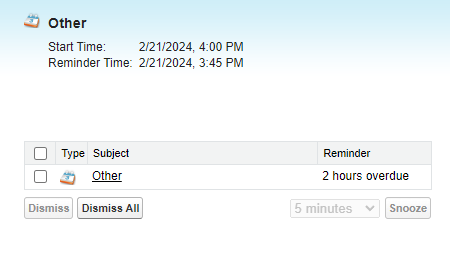 Other
Start Time: 2/21/2024, 4:00 PM
Reminder Time: 2/21/2024, 3:45 PM
Type Subject Reminder
Other 2 hours overdue
Dismiss Dismiss All 5 minutes Snooze